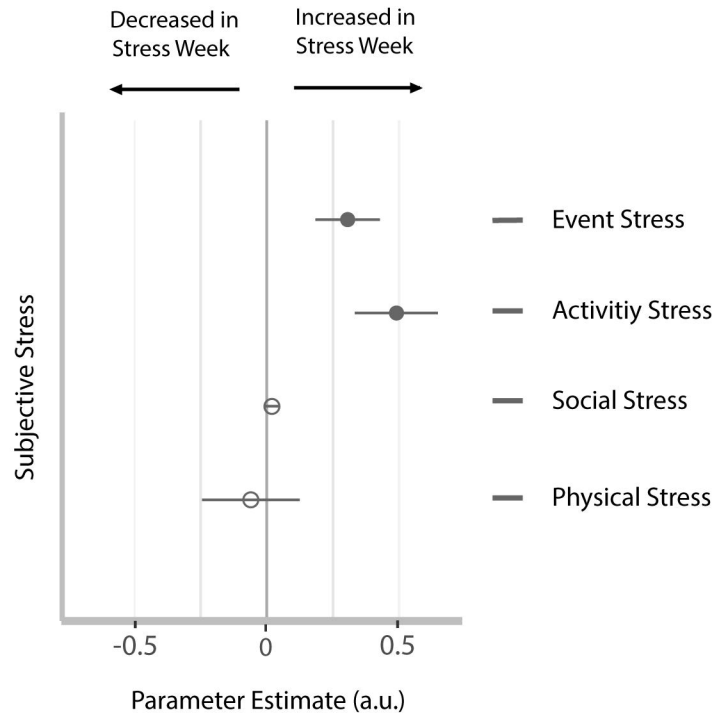 Decreased in
Stress Week
Increased in
Stress Week
Subjective Stress
Event Stress
Activitiy Stress
Social Stress
Physical Stress
-0.5
0
0.5
Parameter Estimate (a.u.)